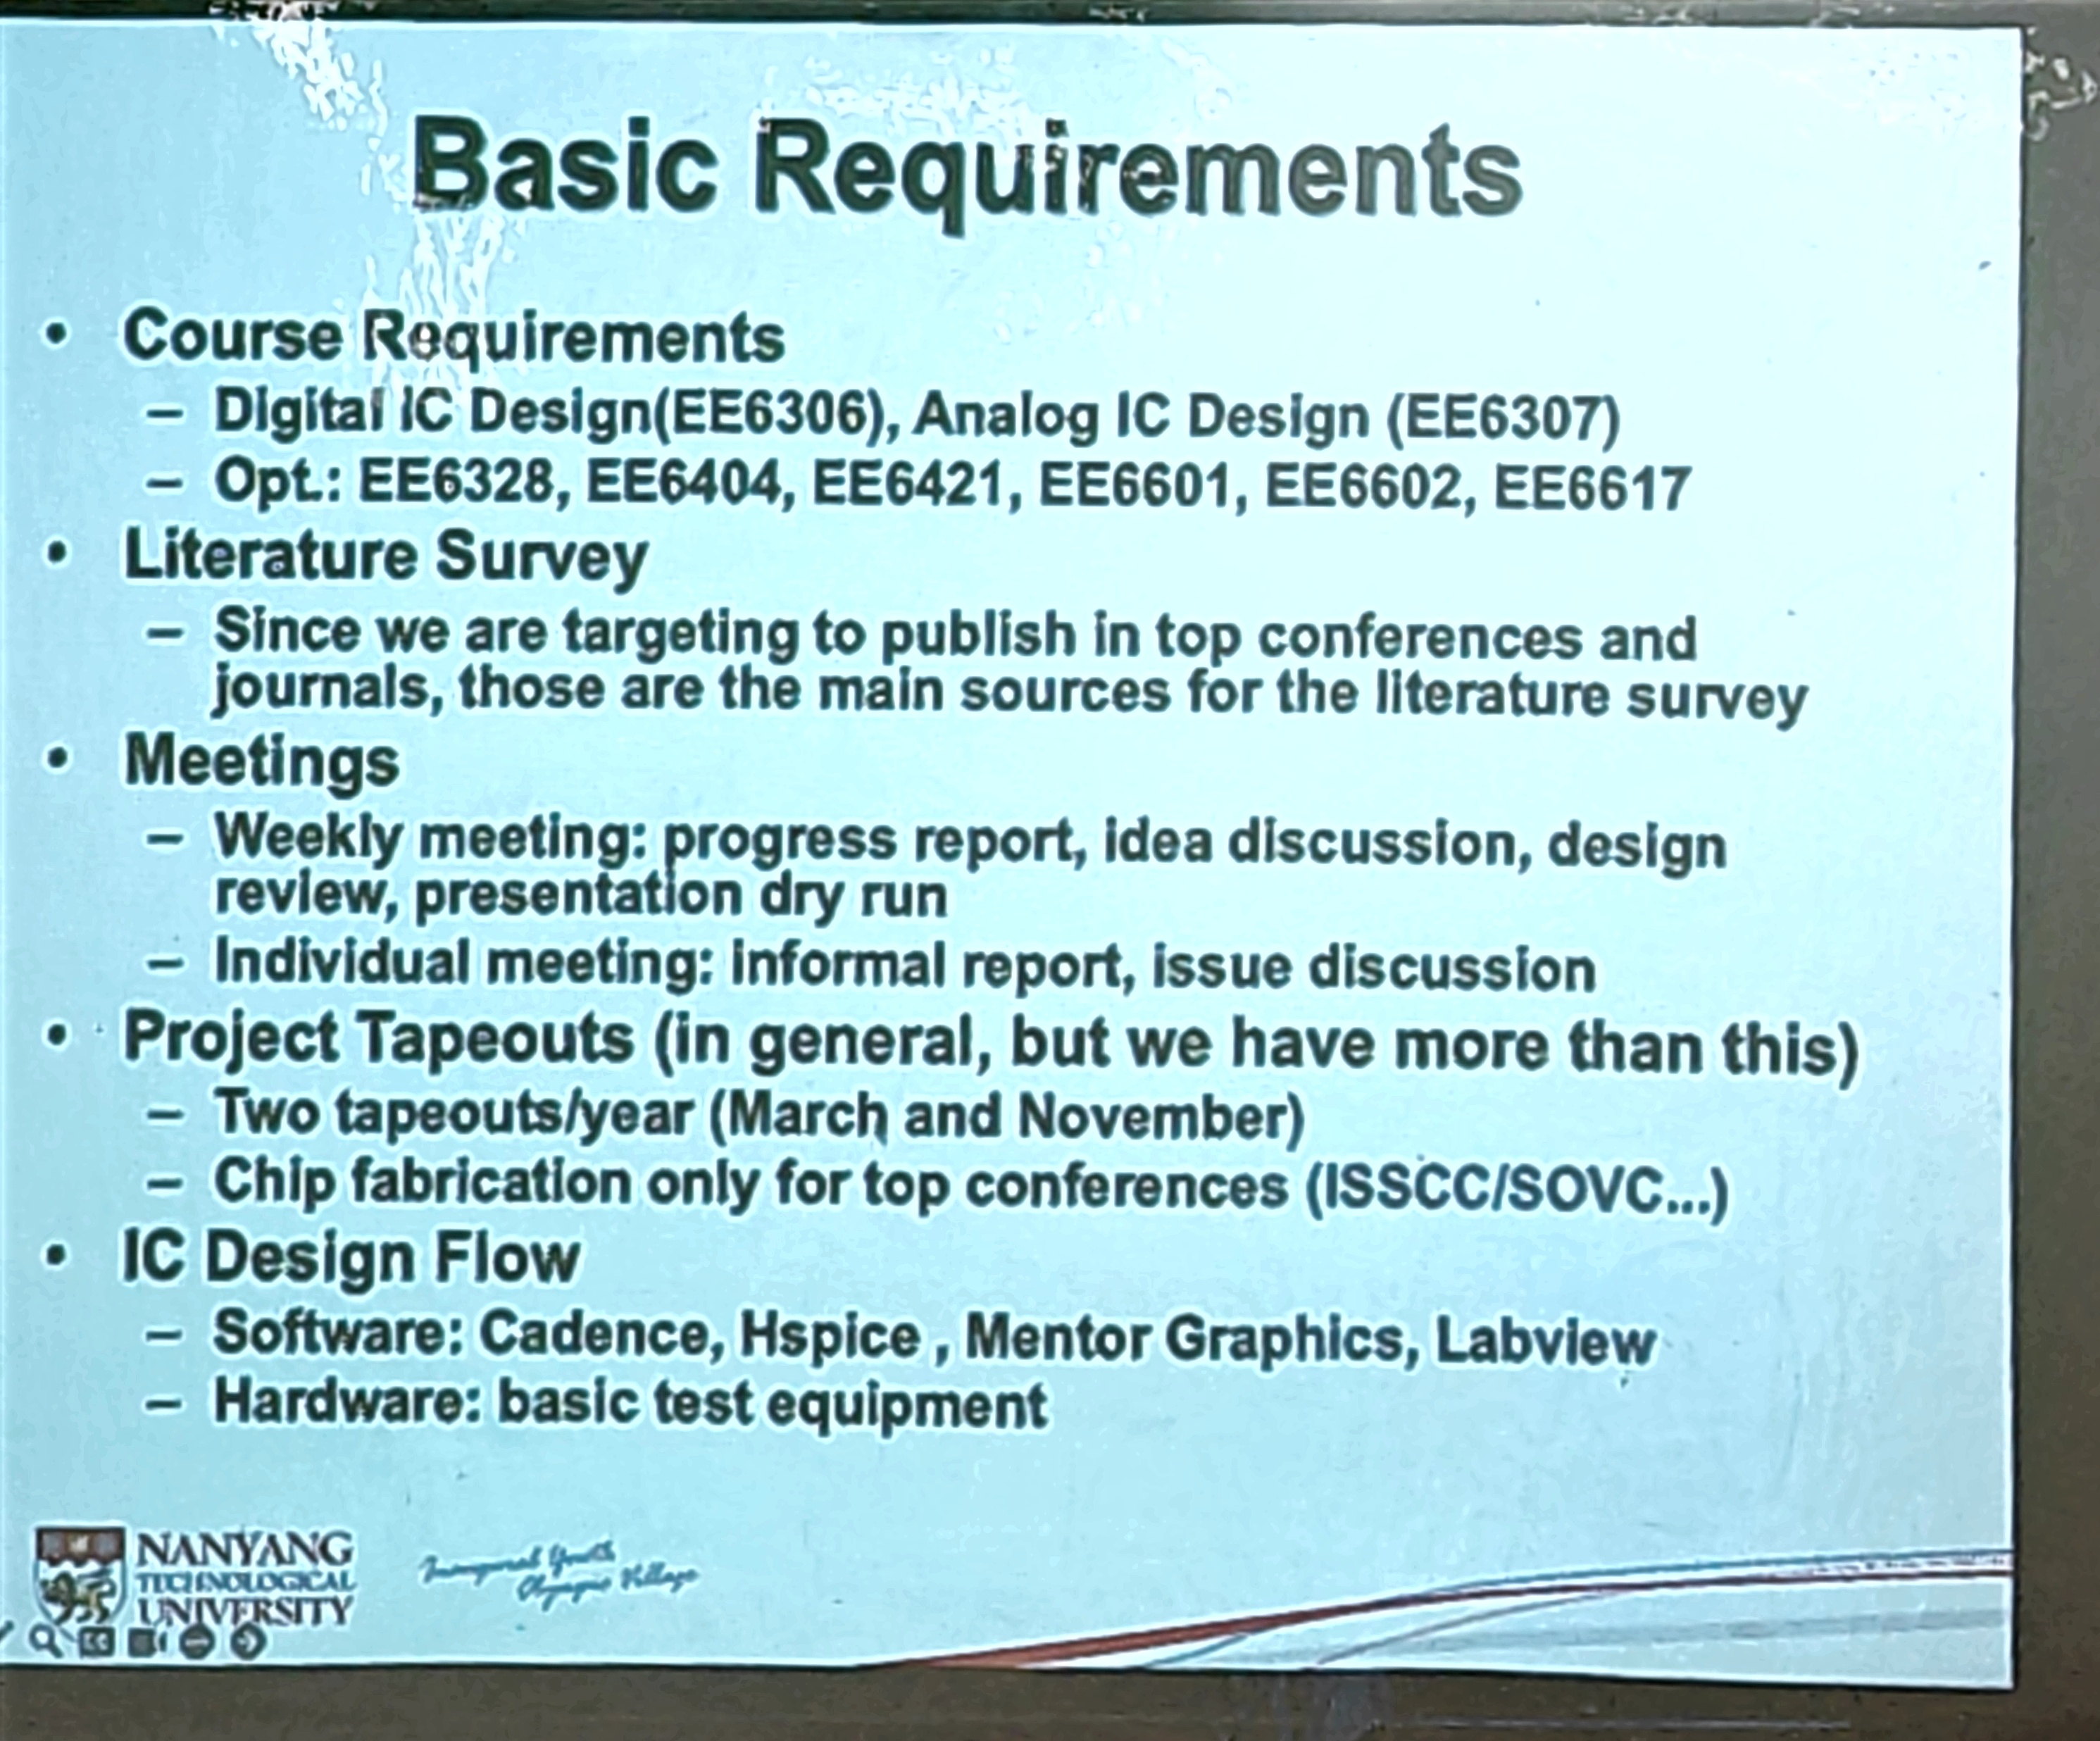 Basic Requirements
• Course Requirements
– Digital IC Design(EE6306), Analog IC Design (EE6307)
– Opt.: EE6328, EE6404, EE6421, EE6601, EE6602, EE6617
• Literature Survey
– Since we are targeting to publish in top conferences and
journals, those are the main sources for the literature survey
• Meetings
– Weekly meeting: progress report, idea discussion, design
review, presentation dry run
– Individual meeting: informal report, issue discussion
• Project Tapeouts (in general, but we have more than this)
– Two tapeouts/year (March and November)
– Chip fabrication only for top conferences (ISSCC/SOVC...)
• IC Design Flow
– Software: Cadence, Hspice , Mentor Graphics, Labview
– Hardware: basic test equipment
NANYANG
TECHNOLOGICAL
UNIVERSITY
Inaugural Youth
Olympic Village